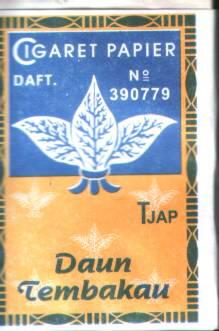 CIGARET PAPIER
DAFT. Nº
390779
TJAP
Daun
Tembakau